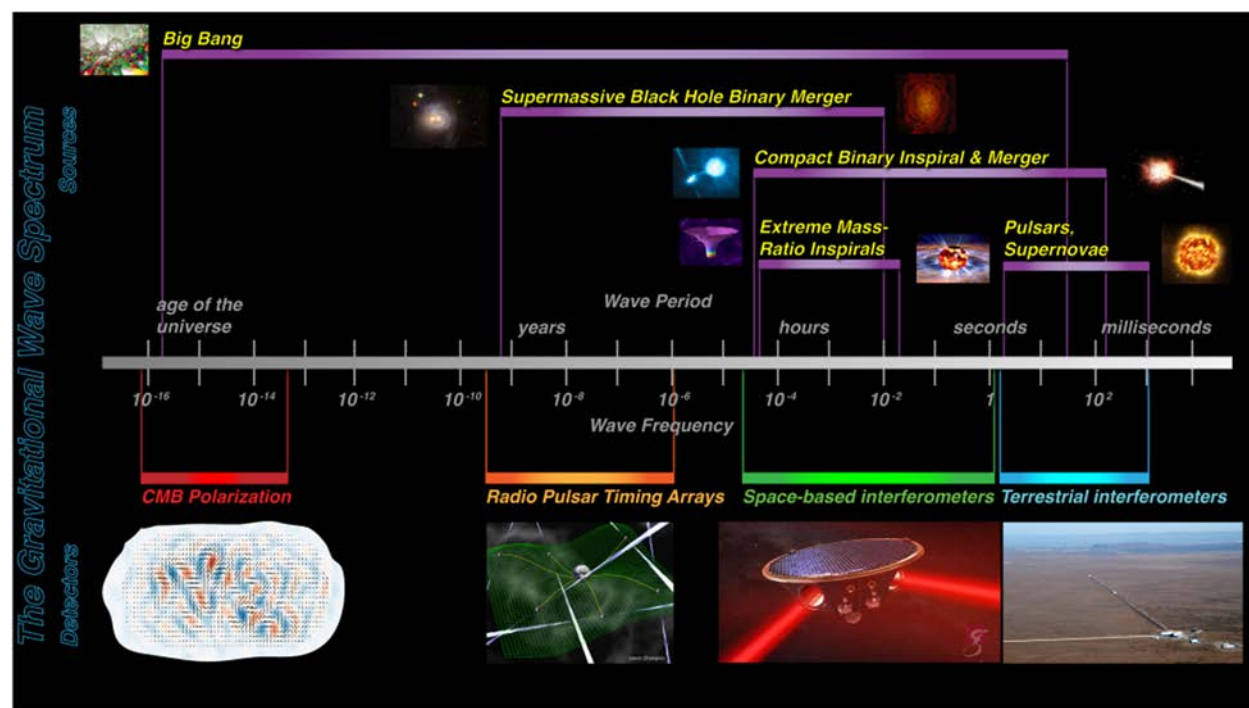 The Gravitational Wave Spectrum
Sources
Detectors
Big Bang
Supermassive Black Hole Binary Merger
Compact Binary Inspiral & Merger
Extreme Mass-
Ratio Inspirals
Pulsars,
Supernovae
age of the
universe
Wave Period
years
hours
seconds
milliseconds
10-16
10-14
10-12
10-10
10-8
10-6
10-4
10-2
1
10 2
Wave Frequency
CMB Polarization
Radio Pulsar Timing Arrays
Space-based interferometers
Terrestrial interferometers